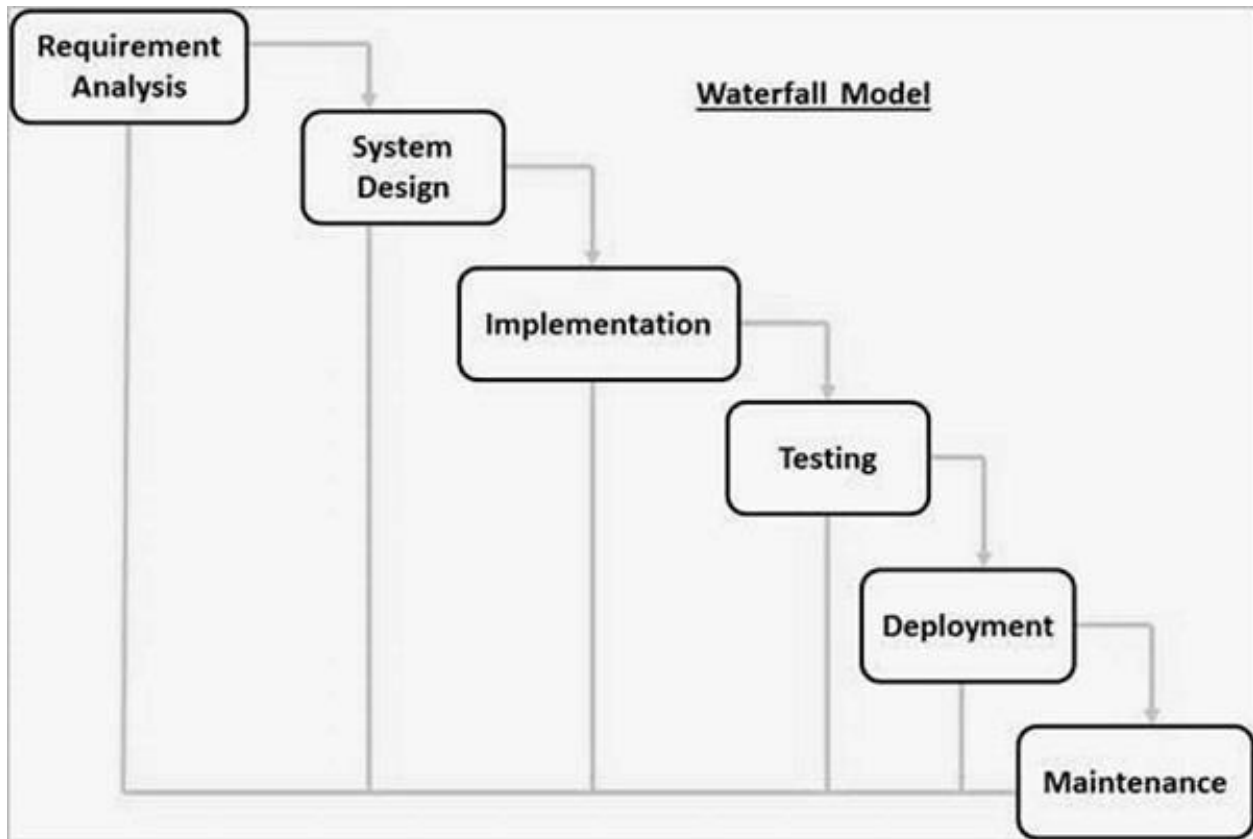 Requirement
Analysis
Waterfall Model
System
Design
Implementation
Testing
Deployment
Maintenance